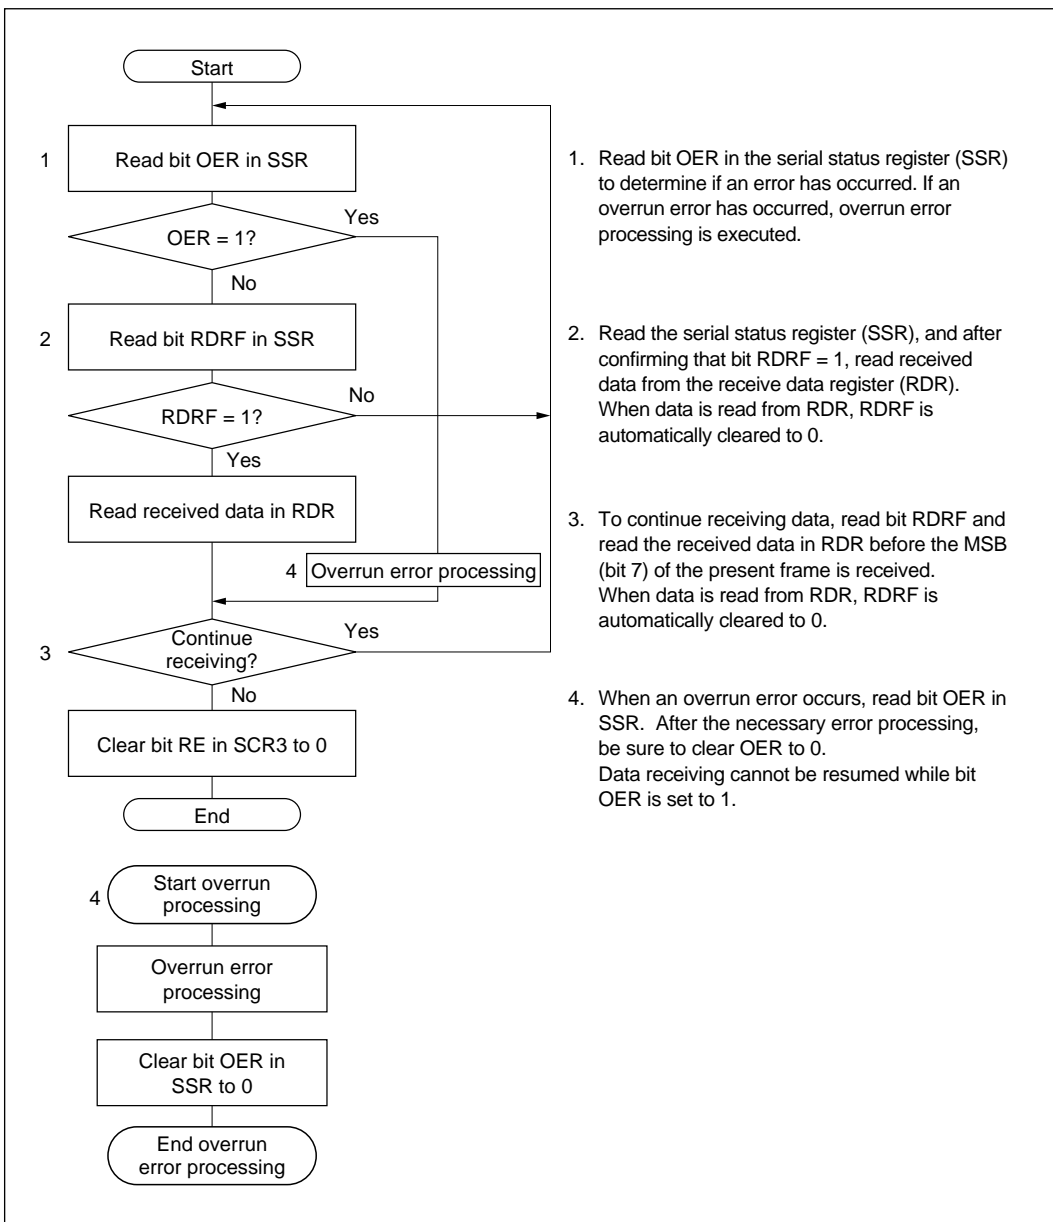 Start
1
Read bit OER in SSR
Yes
OER = 1?
No
2
Read bit RDRF in SSR
No
RDRF = 1?
Yes
Read received data in RDR
4
Overrun error processing
Yes
Continue
receiving?
3
No
Clear bit RE in SCR3 to 0
End
4
Start overrun
processing
Overrun error
processing
Clear bit OER in
SSR to 0
End overrun
error processing
1. Read bit OER in the serial status register (SSR)
to determine if an error has occurred. If an
overrun error has occurred, overrun error
processing is executed.
2. Read the serial status register (SSR), and after
confirming that bit RDRF = 1, read received
data from the receive data register (RDR).
When data is read from RDR, RDRF is
automatically cleared to 0.
3. To continue receiving data, read bit RDRF and
read the received data in RDR before the MSB
(bit 7) of the present frame is received.
When data is read from RDR, RDRF is
automatically cleared to 0.
4. When an overrun error occurs, read bit OER in
SSR. After the necessary error processing,
be sure to clear OER to 0.
Data receiving cannot be resumed while bit
OER is set to 1.